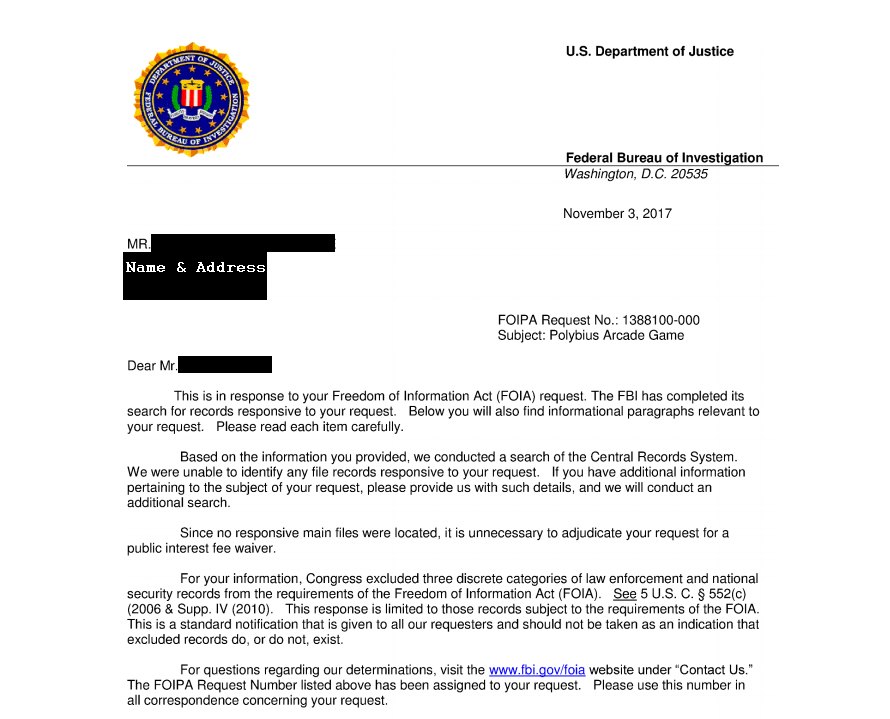 U.S. Department of Justice
DEPARTMENT OF JUSTICE
FEDERAL BUREAU OF INVESTIGATION
Federal Bureau of Investigation
Washington, D.C. 20535
November 3, 2017
MR.
Name & Address
FOIPA Request No.: 1388100-000
Subject: Polybius Arcade Game
Dear Mr.
This is in response to your Freedom of Information Act (FOIA) request. The FBI has completed its
search for records responsive to your request. Below you will also find informational paragraphs relevant to
your request. Please read each item carefully.
Based on the information you provided, we conducted a search of the Central Records System.
We were unable to identify any file records responsive to your request. If you have additional information
pertaining to the subject of your request, please provide us with such details, and we will conduct an
additional search.
Since no responsive main files were located, it is unnecessary to adjudicate your request for a
public interest fee waiver.
For your information, Congress excluded three discrete categories of law enforcement and national
security records from the requirements of the Freedom of Information Act (FOIA). See 5 U.S. C. § 552(c)
(2006 & Supp. IV (2010). This response is limited to those records subject to the requirements of the FOIA.
This is a standard notification that is given to all our requesters and should not be taken as an indication that
excluded records do, or do not, exist.
For questions regarding our determinations, visit the www.fbi.gov/foia website under “Contact Us.”
The FOIPA Request Number listed above has been assigned to your request. Please use this number in
all correspondence concerning your request.